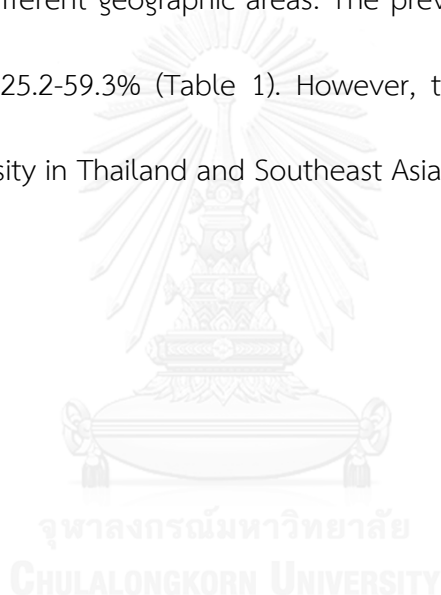 ferent geographic areas. The prev
25.2-59.3% (Table 1). However, t
sity in Thailand and Southeast Asia
จุฬาลงกรณ์มหาวิทยาลัย
CHULALONGKORN UNIVERSITY